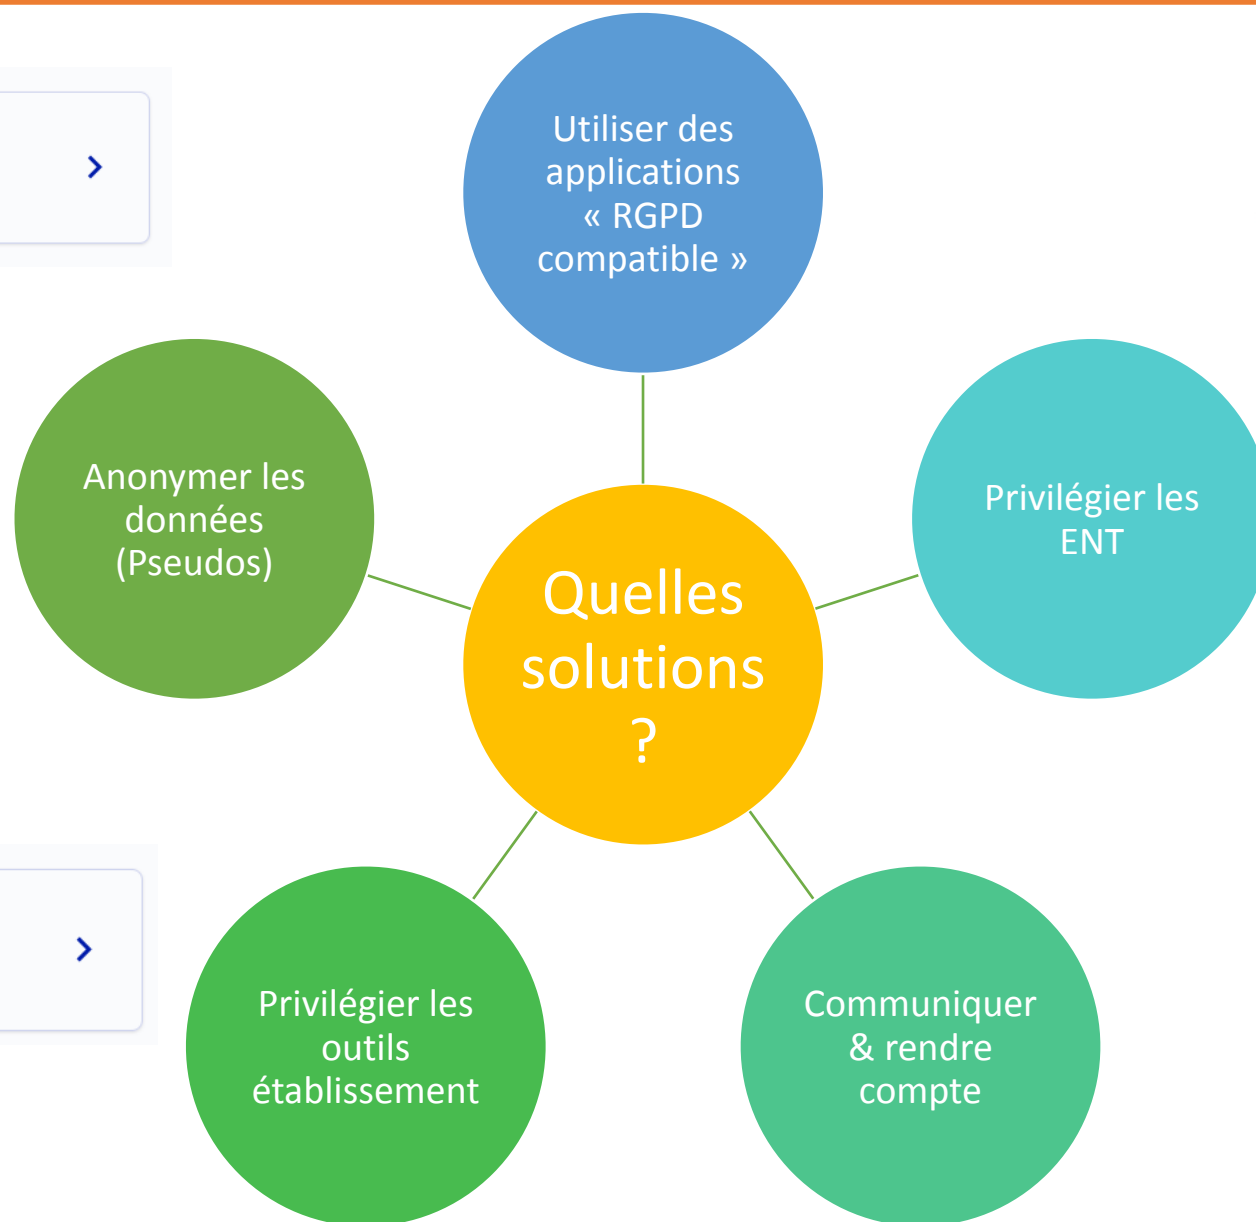 Utiliser des
applications
« RGPD
compatible »
Anonymer les
données
(Pseudos)
Privilégier les
ENT
Quelles
solutions
?
Privilégier les
outils
établissement
Communiquer
& rendre
compte